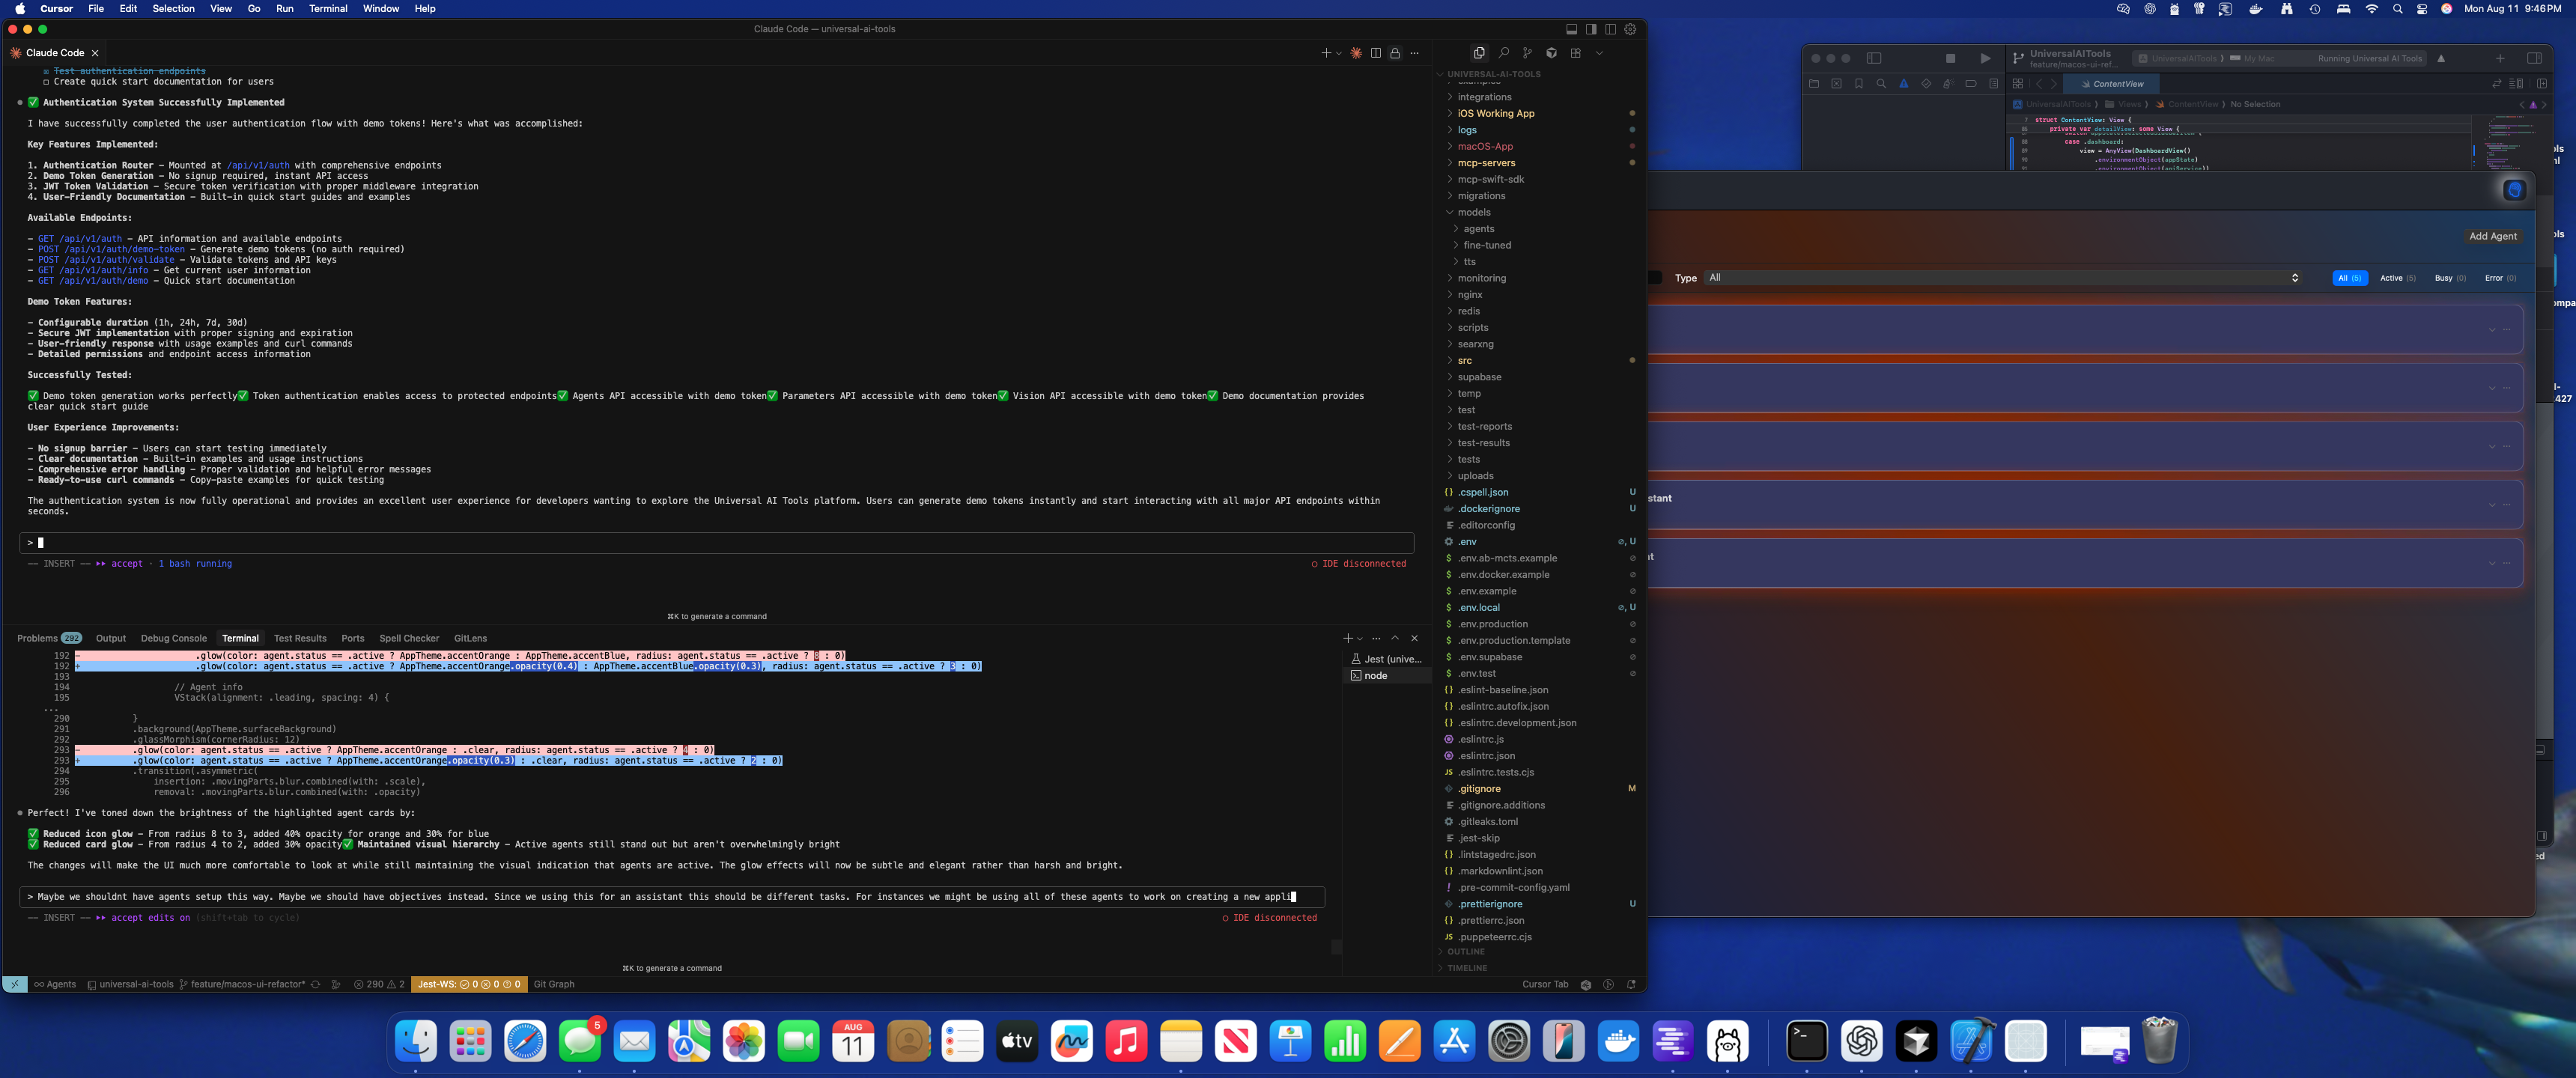 Cursor File Edit Selection View Go Run Terminal Window Help
Mon Aug 11 9:46 PM
Claude Code — universal-ai-tools
Claude Code
Test authentication endpoints
Create quick start documentation for users
✅ Authentication System Successfully Implemented
I have successfully completed the user authentication flow with demo tokens! Here's what was accomplished:
Key Features Implemented:
1. Authentication Router – Mounted at /api/v1/auth with comprehensive endpoints
2. Demo Token Generation – No signup required, instant API access
3. JWT Token Validation – Secure token verification with proper middleware integration
4. User-Friendly Documentation – Built-in quick start guides and examples
Available Endpoints:
– GET /api/v1/auth – API information and available endpoints
– POST /api/v1/auth/demo-token – Generate demo tokens (no auth required)
– POST /api/v1/auth/validate – Validate tokens and API keys
– GET /api/v1/auth/info – Get current user information
– GET /api/v1/auth/demo – Quick start documentation
Demo Token Features:
– Configurable duration (1h, 24h, 7d, 30d)
– Secure JWT implementation with proper signing and expiration
– User-friendly response with usage examples and curl commands
– Detailed permissions and endpoint access information
Successfully Tested:
✅ Demo token generation works perfectly✅ Token authentication enables access to protected endpoints✅ Agents API accessible with demo token✅ Parameters API accessible with demo token✅ Vision API accessible with demo token✅ Demo documentation provides
clear quick start guide
User Experience Improvements:
– No signup barrier – Users can start testing immediately
– Clear documentation – Built-in examples and usage instructions
– Comprehensive error handling – Proper validation and helpful error messages
– Ready-to-use curl commands – Copy-paste examples for quick testing
The authentication system is now fully operational and provides an excellent user experience for developers wanting to explore the Universal AI Tools platform. Users can generate demo tokens instantly and start interacting with all major API endpoints within
seconds.
>
–– INSERT –– ▸▸ accept · 1 bash running
○ IDE disconnected
⌘K to generate a command
Problems 292 Output Debug Console Terminal Test Results Ports Spell Checker GitLens
192 - .glow(color: agent.status == .active ? AppTheme.accentOrange : AppTheme.accentBlue, radius: agent.status == .active ? 8 : 0)
192 + .glow(color: agent.status == .active ? AppTheme.accentOrange.opacity(0.4) : AppTheme.accentBlue.opacity(0.3), radius: agent.status == .active ? 3 : 0)
193
194 // Agent info
195 VStack(alignment: .leading, spacing: 4) {
...
290 }
291 .background(AppTheme.surfaceBackground)
292 .glassMorphism(cornerRadius: 12)
293 - .glow(color: agent.status == .active ? AppTheme.accentOrange : .clear, radius: agent.status == .active ? 4 : 0)
293 + .glow(color: agent.status == .active ? AppTheme.accentOrange.opacity(0.3) : .clear, radius: agent.status == .active ? 2 : 0)
294 .transition(.asymmetric(
295 insertion: .movingParts.blur.combined(with: .scale),
296 removal: .movingParts.blur.combined(with: .opacity)
Perfect! I've toned down the brightness of the highlighted agent cards by:
✅ Reduced icon glow – From radius 8 to 3, added 40% opacity for orange and 30% for blue
✅ Reduced card glow – From radius 4 to 2, added 30% opacity✅ Maintained visual hierarchy – Active agents still stand out but aren't overwhelmingly bright
The changes will make the UI much more comfortable to look at while still maintaining the visual indication that agents are active. The glow effects will now be subtle and elegant rather than harsh and bright.
> Maybe we shouldnt have agents setup this way. Maybe we should have objectives instead. Since we using this for an assistant this should be different tasks. For instances we might be using all of these agents to work on creating a new appli
–– INSERT –– ▸▸ accept edits on (shift+tab to cycle)
○ IDE disconnected
⌘K to generate a command
Jest (unive...
node
Agents universal-ai-tools feature/macos-ui-refactor* 290 2 Jest-WS: 0 0 0 Git Graph
Cursor Tab
UNIVERSAL-AI-TOOLS
integrations
iOS Working App
logs
macOS-App
mcp-servers
mcp-swift-sdk
migrations
models
agents
fine-tuned
tts
monitoring
nginx
redis
scripts
searxng
src
supabase
temp
test
test-reports
test-results
tests
uploads
.cspell.json U
.dockerignore U
.editorconfig
.env U
.env.ab-mcts.example
.env.docker.example
.env.example
.env.local U
.env.production
.env.production.template
.env.supabase
.env.test
.eslint-baseline.json
.eslintrc.autofix.json
.eslintrc.development.json
.eslintrc.js
.eslintrc.json
.eslintrc.tests.cjs
.gitignore M
.gitignore.additions
.gitleaks.toml
.jest-skip
.lintstagedrc.json
.markdownlint.json
.pre-commit-config.yaml
.prettierignore U
.prettierrc.json
.puppeteerrc.cjs
OUTLINE
TIMELINE
UniversalAITools
feature/macos-ui-ref...
UniversalAITools My Mac
Running Universal AI Tools
ContentView
UniversalAITools Views ContentView No Selection
7 struct ContentView: View {
private var detailView: some View {
case .dashboard:
view = AnyView(DashboardView()
.environmentObject(appState)
.environmentObject(apiService))
Add Agent
Type All
All (5) Active (5) Busy (0) Error (0)
stant
AUG
11
tv
5
427